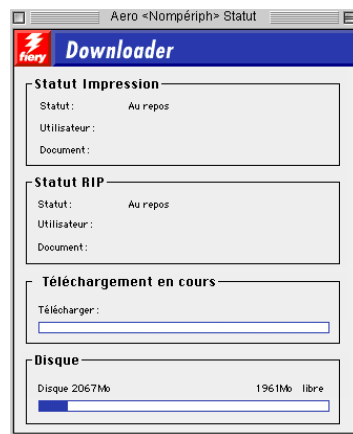 Aero <Nompériph> Statut
fiery
Downloader
Statut Impression
Statut : Au repos
Utilisateur :
Document :
Statut RIP
Statut : Au repos
Utilisateur :
Document :
Téléchargement en cours
Télécharger :
Disque
Disque 2067Mo 1961Mo libre